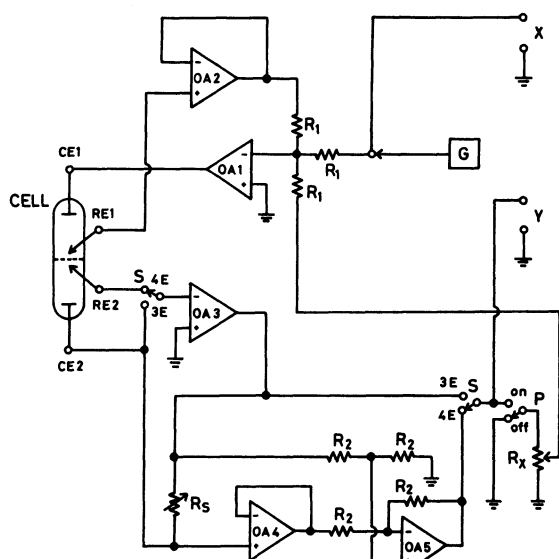 X
OA2
R1
CE1
OA1
R1
G
R1
CELL
RE1
Y
S 4E
RE2
3E
OA3
CE2
3E S
4E
on
P
off
R2
R2
RX
RS
R2
OA4
R2
OA5